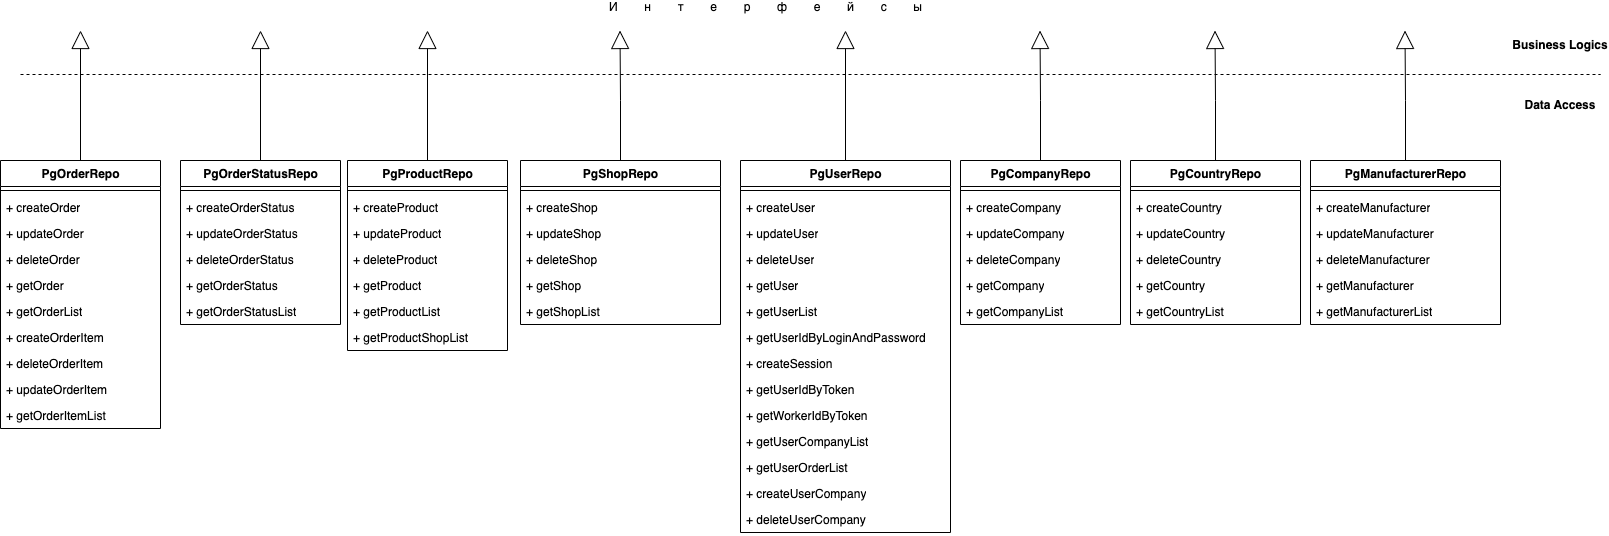 И н т е р ф е й с ы
Business Logics
Data Access
PgOrderRepo
+ createOrder
+ updateOrder
+ deleteOrder
+ getOrder
+ getOrderList
+ createOrderItem
+ deleteOrderItem
+ updateOrderItem
+ getOrderItemList
PgOrderStatusRepo
+ createOrderStatus
+ updateOrderStatus
+ deleteOrderStatus
+ getOrderStatus
+ getOrderStatusList
PgProductRepo
+ createProduct
+ updateProduct
+ deleteProduct
+ getProduct
+ getProductList
+ getProductShopList
PgShopRepo
+ createShop
+ updateShop
+ deleteShop
+ getShop
+ getShopList
PgUserRepo
+ createUser
+ updateUser
+ deleteUser
+ getUser
+ getUserList
+ getUserIdByLoginAndPassword
+ createSession
+ getUserIdByToken
+ getWorkerIdByToken
+ getUserCompanyList
+ getUserOrderList
+ createUserCompany
+ deleteUserCompany
PgCompanyRepo
+ createCompany
+ updateCompany
+ deleteCompany
+ getCompany
+ getCompanyList
PgCountryRepo
+ createCountry
+ updateCountry
+ deleteCountry
+ getCountry
+ getCountryList
PgManufacturerRepo
+ createManufacturer
+ updateManufacturer
+ deleteManufacturer
+ getManufacturer
+ getManufacturerList